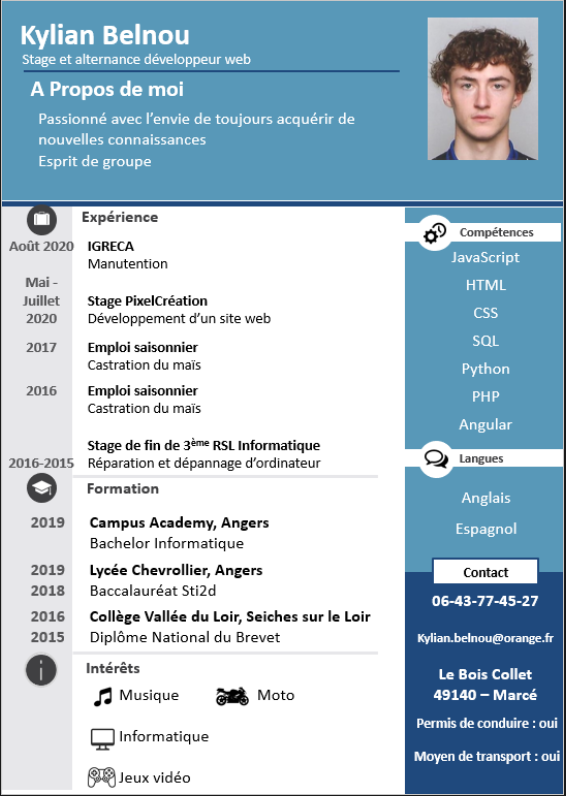 Kylian Belnou
Stage et alternance développeur web
A Propos de moi
Passionné avec l'envie de toujours acquérir de
nouvelles connaissances
Esprit de groupe
Expérience
Août 2020 IGRECA
Manutention
Mai -
Juillet Stage PixelCréation
2020 Développement d'un site web
2017 Emploi saisonnier
Castration du maïs
2016 Emploi saisonnier
Castration du maïs
Stage de fin de 3ème RSL Informatique
2016-2015 Réparation et dépannage d'ordinateur
Formation
2019 Campus Academy, Angers
Bachelor Informatique
2019 Lycée Chevrollier, Angers
2018 Baccalauréat Sti2d
2016 Collège Vallée du Loir, Seiches sur le Loir
2015 Diplôme National du Brevet
Intérêts
Musique Moto
Informatique
Jeux vidéo
Compétences
JavaScript
HTML
CSS
SQL
Python
PHP
Angular
Langues
Anglais
Espagnol
Contact
06-43-77-45-27
Kylian.belnou@orange.fr
Le Bois Collet
49140 – Marcé
Permis de conduire : oui
Moyen de transport : oui